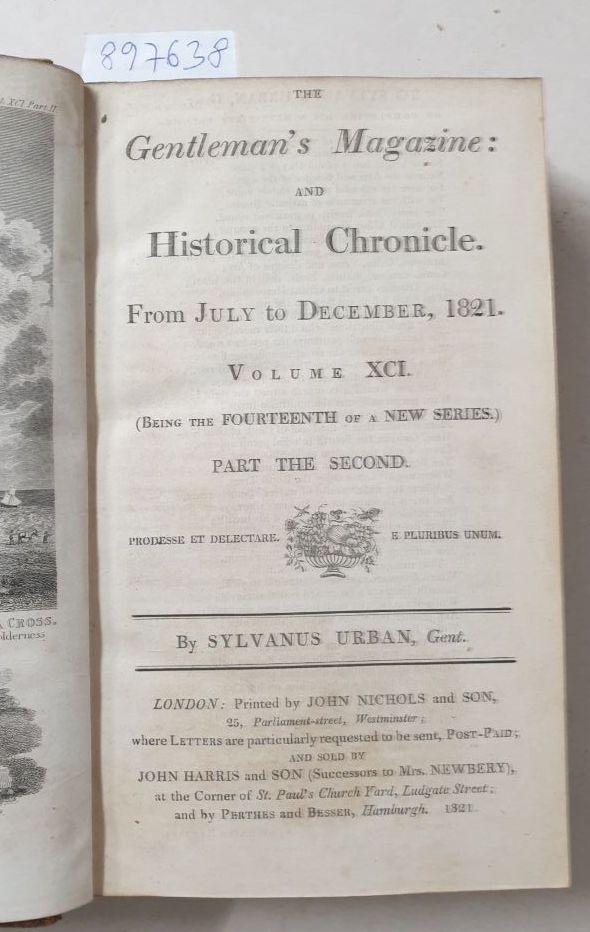 897638
XCI. Part II.
THE
Gentleman's Magazine:
AND
Historical Chronicle.
From JULY to DECEMBER, 1821.
VOLUME XCI.
(BEING THE FOURTEENTH OF A NEW SERIES.)
PART THE SECOND.
PRODESSE ET DELECTARE. E PLURIBUS UNUM.
By SYLVANUS URBAN, Gent.
LONDON: Printed by JOHN NICHOLS and SON,
25, Parliament-street, Westminster;
where LETTERS are particularly requested to be sent, POST-PAID;
AND SOLD BY
JOHN HARRIS and SON (Successors to Mrs. NEWBERY),
at the Corner of St. Paul's Church Yard, Ludgate Street;
and by PERTHES and BESSER, Hamburgh. 1821.
CROSS.